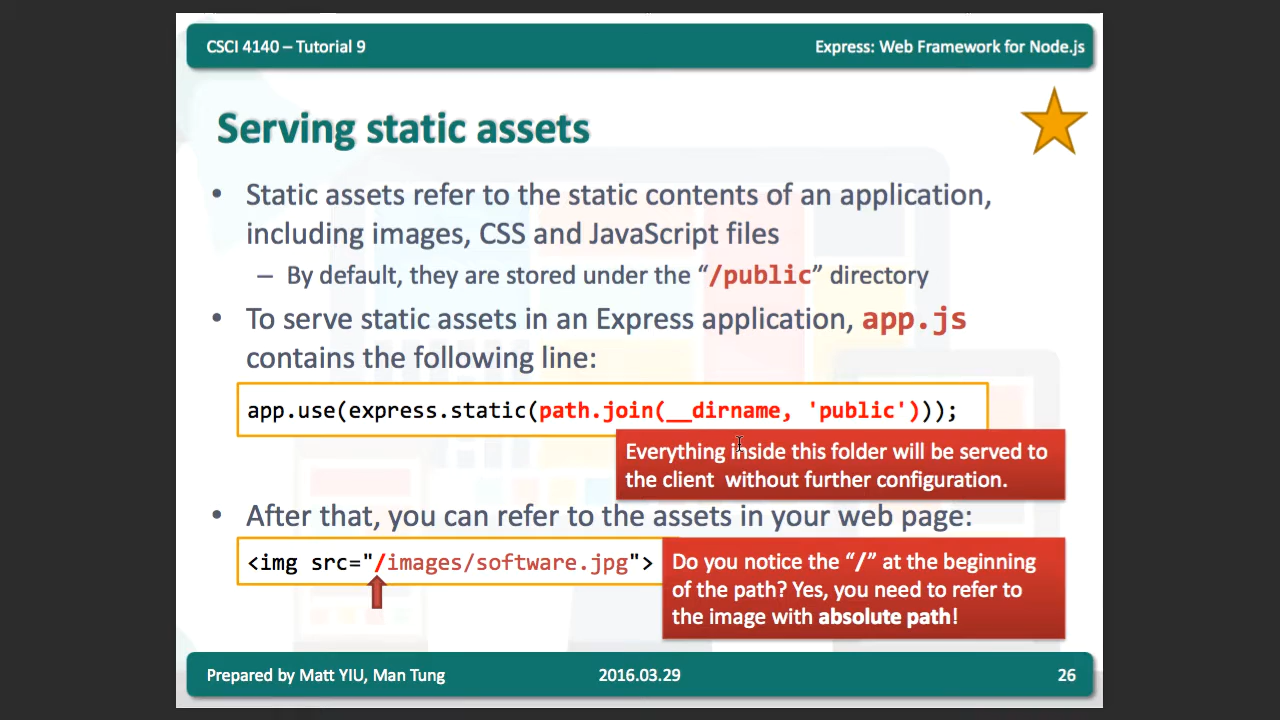 CSCI 4140 – Tutorial 9
Express: Web Framework for Node.js
Serving static assets
• Static assets refer to the static contents of an application,
including images, CSS and JavaScript files
– By default, they are stored under the “/public” directory
• To serve static assets in an Express application, app.js
contains the following line:
app.use(express.static(path.join(__dirname, 'public')));
Everything inside this folder will be served to
the client without further configuration.
• After that, you can refer to the assets in your web page:
<img src="/images/software.jpg">
Do you notice the “/” at the beginning
of the path? Yes, you need to refer to
the image with absolute path!
Prepared by Matt YIU, Man Tung
2016.03.29
26